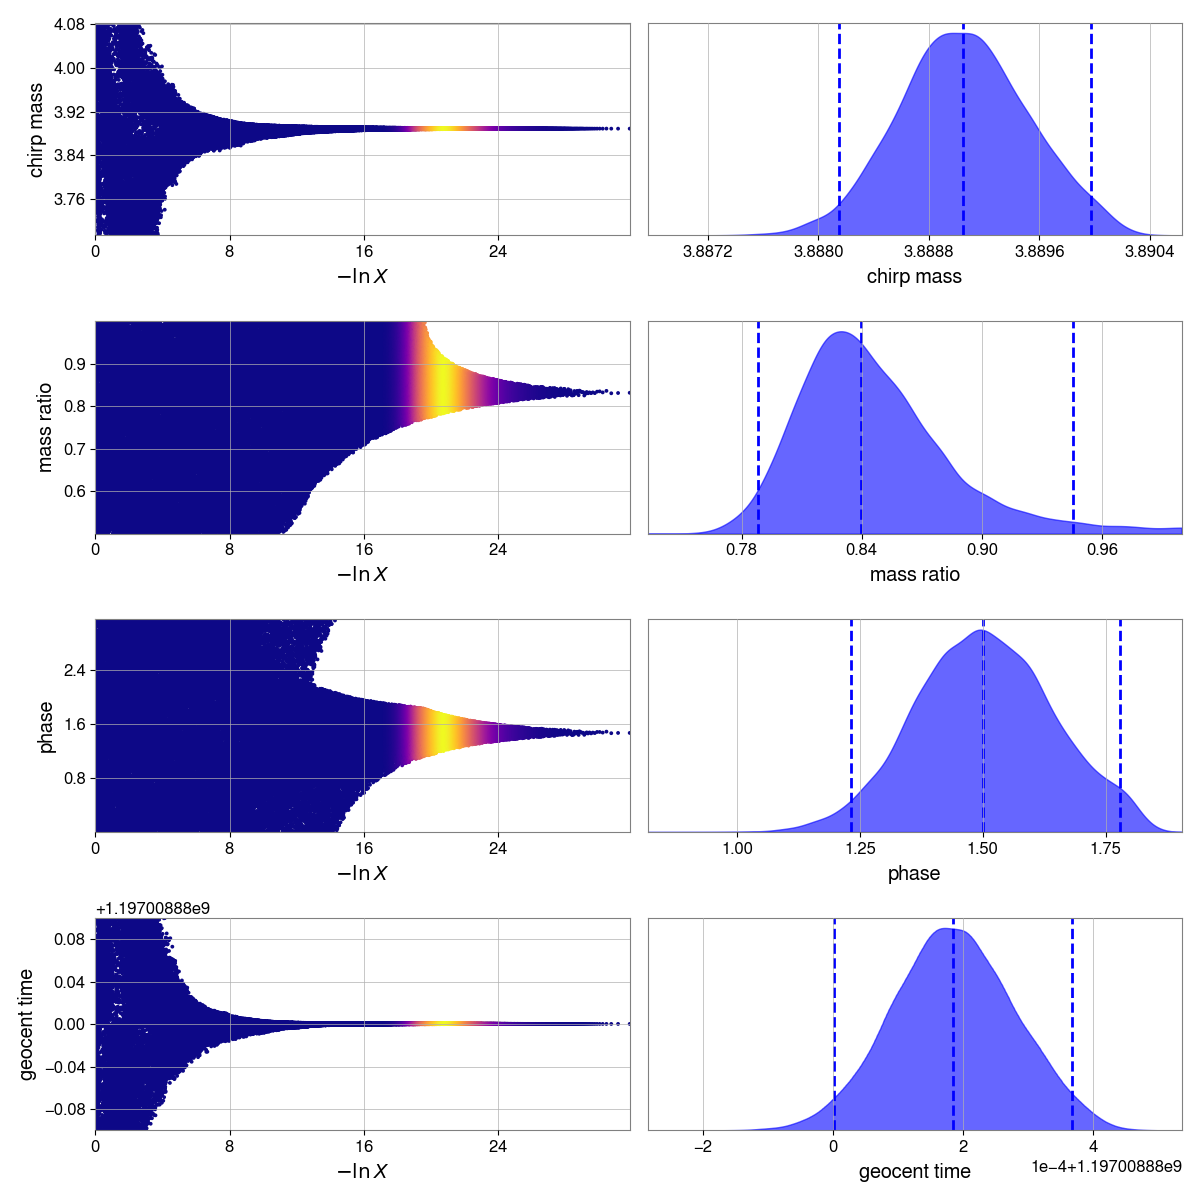 4.08
4.00
3.92
3.84
3.76
chirp mass
0 8 16 24
−ln X
3.8872 3.8880 3.8888 3.8896 3.8904
chirp mass
0.9
0.8
0.7
0.6
mass ratio
0 8 16 24
−ln X
0.78 0.84 0.90 0.96
mass ratio
2.4
1.6
0.8
phase
0 8 16 24
−ln X
1.00 1.25 1.50 1.75
phase
+1.19700888e9
0.08
0.04
0.00
−0.04
−0.08
geocent time
0 8 16 24
−ln X
−2 0 2 4
1e−4+1.19700888e9
geocent time